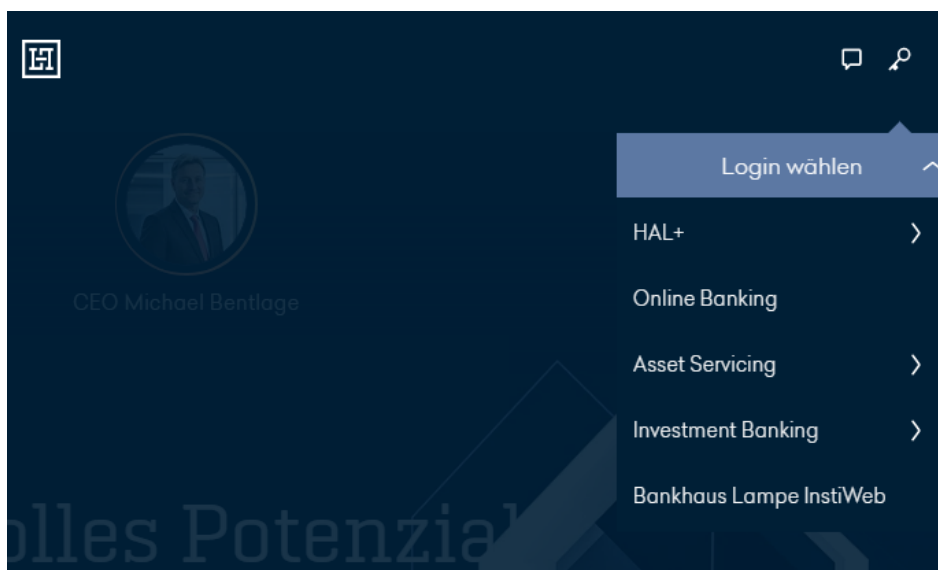 Login wählen
HAL+
CEO Michael Bentlage
Online Banking
Asset Servicing
Investment Banking
Bankhaus Lampe InstiWeb
olles Potenzial